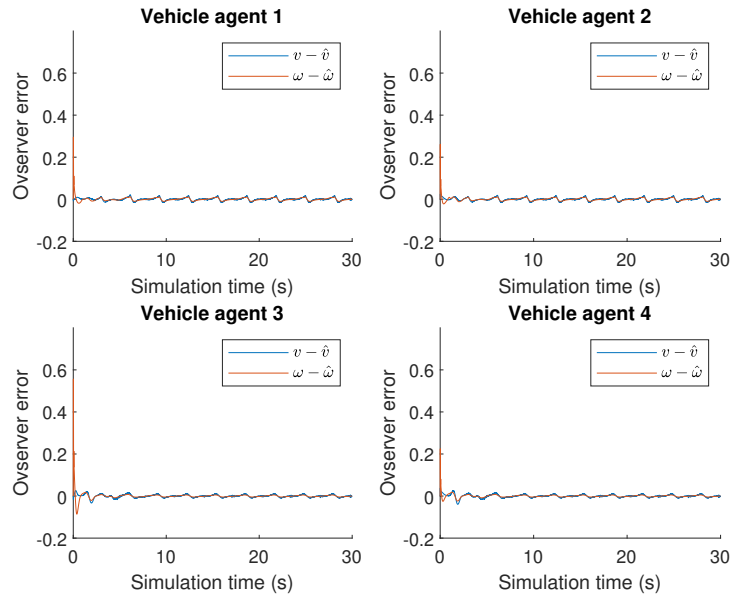 Vehicle agent 1
Ovserver error
0.6
0.4
0.2
0
-0.2
v − v̂
ω − ω̂
0
10
20
30
Simulation time (s)
Vehicle agent 2
Ovserver error
0.6
0.4
0.2
0
-0.2
v − v̂
ω − ω̂
0
10
20
30
Simulation time (s)
Vehicle agent 3
Ovserver error
0.6
0.4
0.2
0
-0.2
v − v̂
ω − ω̂
0
10
20
30
Simulation time (s)
Vehicle agent 4
Ovserver error
0.6
0.4
0.2
0
-0.2
v − v̂
ω − ω̂
0
10
20
30
Simulation time (s)